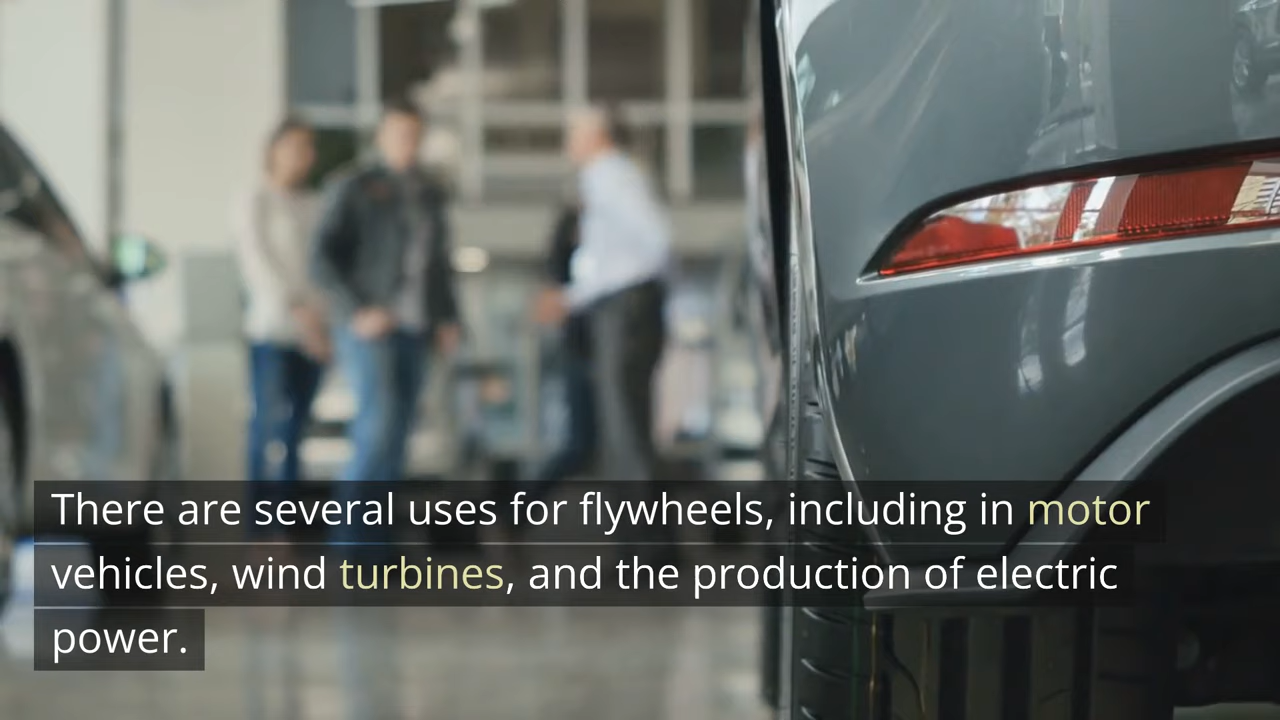 There are several uses for flywheels, including in motor
vehicles, wind turbines, and the production of electric
power.